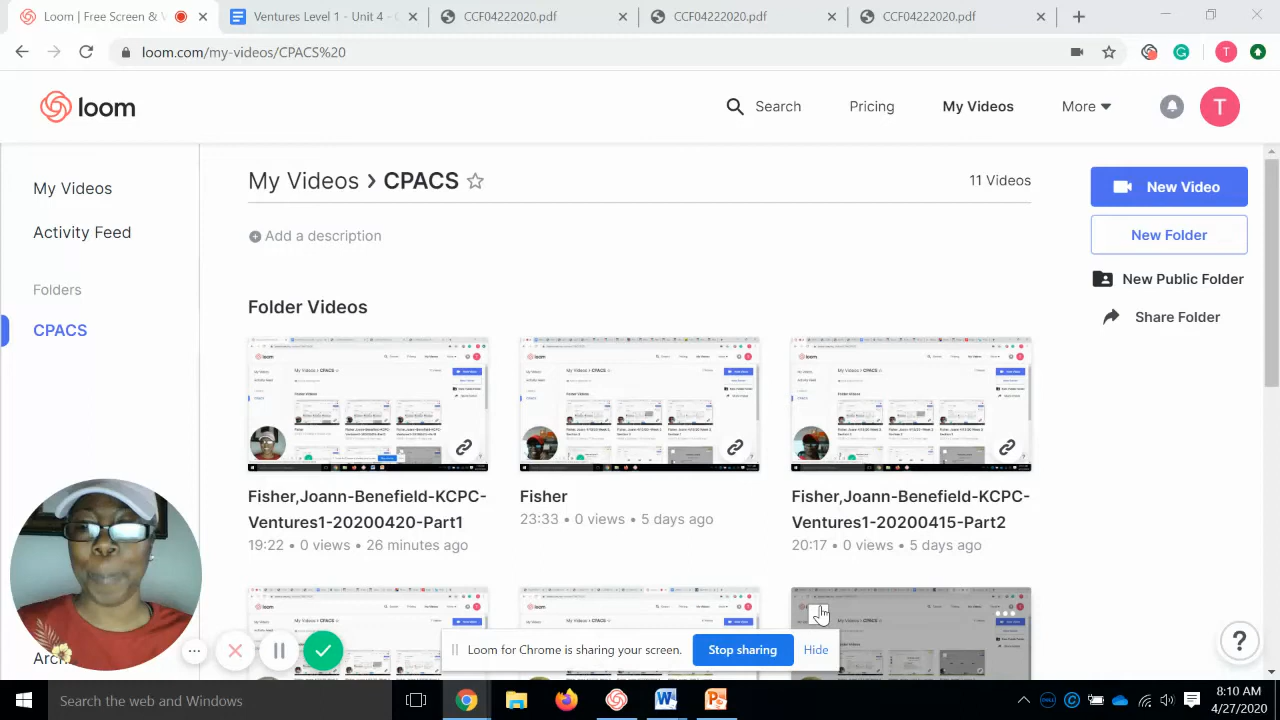 Loom | Free Screen &
Ventures Level 1 - Unit 4 -
CCF04222020.pdf
CCF04222020.pdf
CCF04222020.pdf
loom.com/my-videos/CPACS%20
T
loom
Search
Pricing
My Videos
More
T
My Videos
Activity Feed
Folders
CPACS
My Videos › CPACS
11 Videos
Add a description
New Video
New Folder
New Public Folder
Share Folder
Folder Videos
Fisher,Joann-Benefield-KCPC-
Ventures1-20200420-Part1
19:22 • 0 views • 26 minutes ago
Fisher
23:33 • 0 views • 5 days ago
Fisher,Joann-Benefield-KCPC-
Ventures1-20200415-Part2
20:17 • 0 views • 5 days ago
Loom for Chrome is sharing your screen.
Stop sharing
Hide
?
Search the web and Windows
8:10 AM
4/27/2020